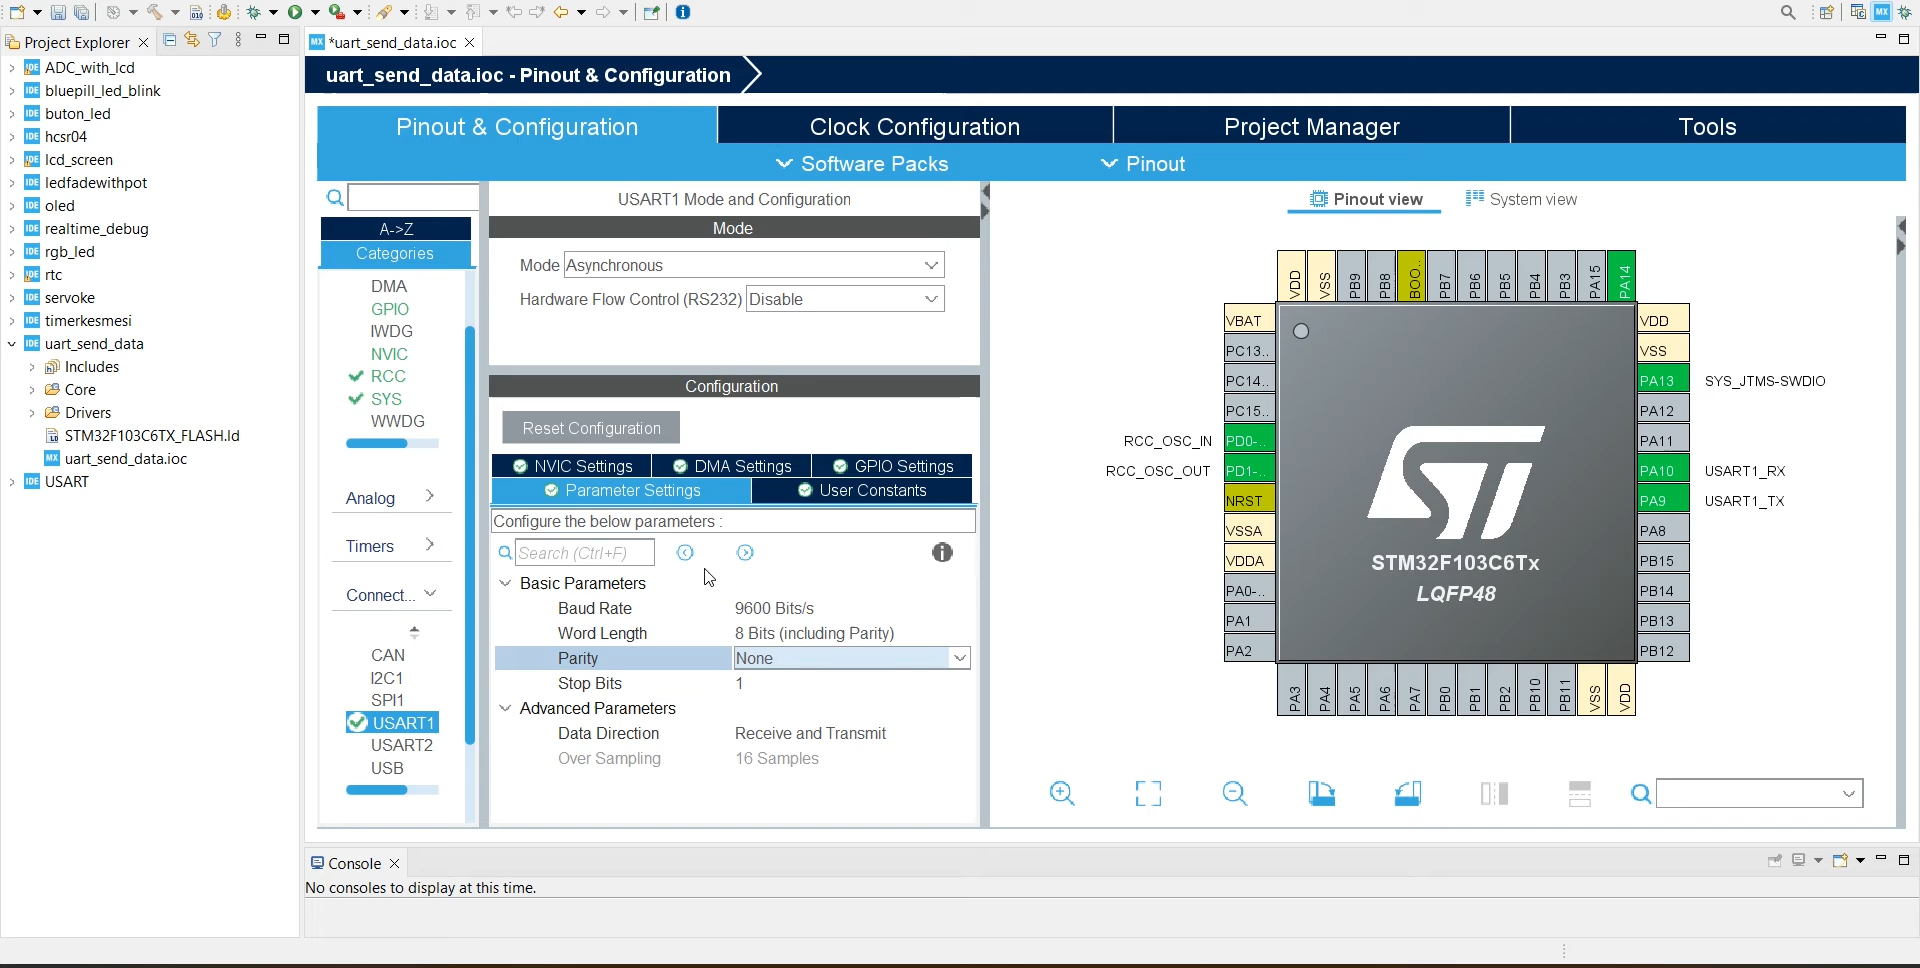 Project Explorer
*uart_send_data.ioc
ADC_with_lcd
bluepill_led_blink
buton_led
hcsr04
lcd_screen
ledfadewithpot
oled
realtime_debug
rgb_led
rtc
servoke
timerkesmesi
uart_send_data
Includes
Core
Drivers
STM32F103C6TX_FLASH.ld
uart_send_data.ioc
USART
uart_send_data.ioc - Pinout & Configuration
Pinout & Configuration
Clock Configuration
Project Manager
Tools
Software Packs
Pinout
A->Z
Categories
DMA
GPIO
IWDG
NVIC
RCC
SYS
WWDG
Analog
Timers
Connect...
CAN
I2C1
SPI1
USART1
USART2
USB
USART1 Mode and Configuration
Mode
Mode Asynchronous
Hardware Flow Control (RS232) Disable
Configuration
Reset Configuration
NVIC Settings
DMA Settings
GPIO Settings
Parameter Settings
User Constants
Configure the below parameters :
Search (Ctrl+F)
Basic Parameters
Baud Rate 9600 Bits/s
Word Length 8 Bits (including Parity)
Parity None
Stop Bits 1
Advanced Parameters
Data Direction Receive and Transmit
Over Sampling 16 Samples
Pinout view
System view
VDD
VSS
PB9
PB8
BOO..
PB7
PB6
PB5
PB4
PB3
PA15
PA14
VBAT
PC13..
PC14..
PC15..
RCC_OSC_IN PD0-..
RCC_OSC_OUT PD1-..
NRST
VSSA
VDDA
PA0-..
PA1
PA2
VDD
VSS
PA13 SYS_JTMS-SWDIO
PA12
PA11
PA10 USART1_RX
PA9 USART1_TX
PA8
PB15
PB14
PB13
PB12
STM32F103C6Tx
LQFP48
PA3
PA4
PA5
PA6
PA7
PB0
PB1
PB2
PB10
PB11
VSS
VDD
Console
No consoles to display at this time.